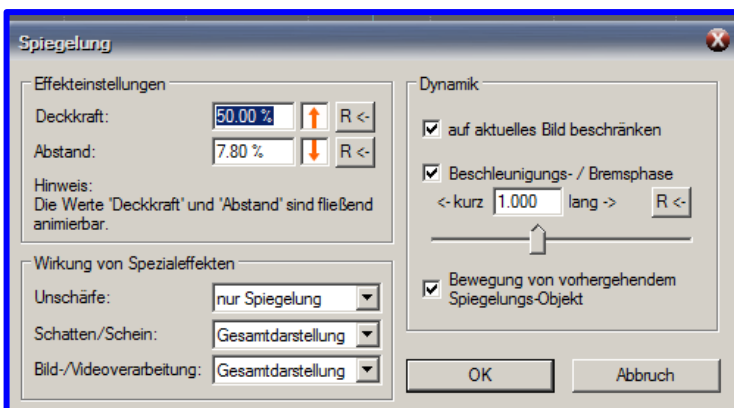 Spiegelung
Effekteinstellungen
Deckkraft: 50.00 % R <-
Abstand: 7.80 % R <-
Hinweis:
Die Werte 'Deckkraft' und 'Abstand' sind fließend
animierbar.
Wirkung von Spezialeffekten
Unschärfe: nur Spiegelung
Schatten/Schein: Gesamtdarstellung
Bild-/Videoverarbeitung: Gesamtdarstellung
Dynamik
auf aktuelles Bild beschränken
Beschleunigungs- / Bremsphase
<- kurz 1.000 lang -> R <-
Bewegung von vorhergehendem
Spiegelungs-Objekt
OK Abbruch